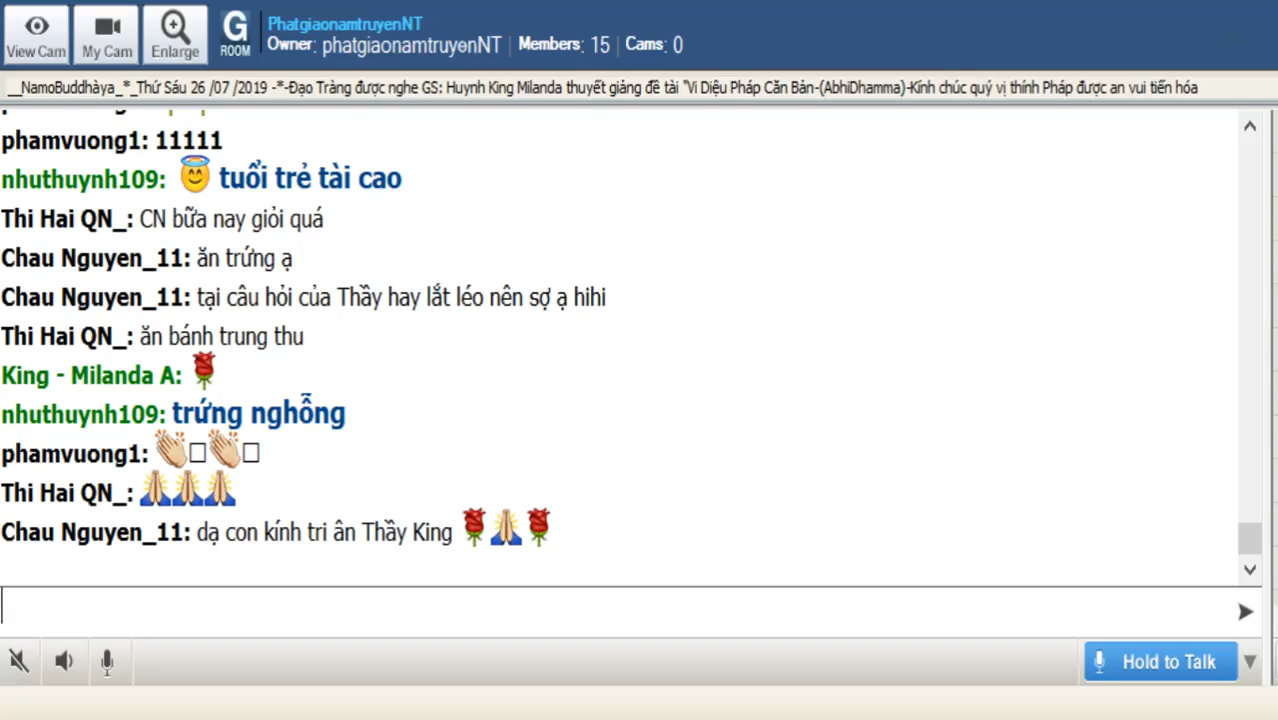 View Cam
My Cam
Enlarge
G
ROOM
PhatgiaonamtruyenNT
Owner: phatgiaonamtruyenNT | Members: 15 | Cams: 0
__NamoBuddhàya_*_Thứ Sáu 26 /07 /2019 -*-Đạo Tràng được nghe GS: Huynh King Milanda thuyết giảng đề tài "Vi Diệu Pháp Căn Bản-(AbhiDhamma)-Kính chúc quý vị thính Pháp được an vui tiến hóa
phamvuong1: 11111
nhuthuynh109: 😇 tuổi trẻ tài cao
Thi Hai QN_: CN bữa nay giỏi quá
Chau Nguyen_11: ăn trứng ạ
Chau Nguyen_11: tại câu hỏi của Thầy hay lắt léo nên sợ ạ hihi
Thi Hai QN_: ăn bánh trung thu
King - Milanda A: 🌹
nhuthuynh109: trứng nghỗng
phamvuong1: 👏🏻□👏🏻□
Thi Hai QN_: 🙏🙏🙏
Chau Nguyen_11: dạ con kính tri ân Thầy King 🌹🙏🌹
Hold to Talk